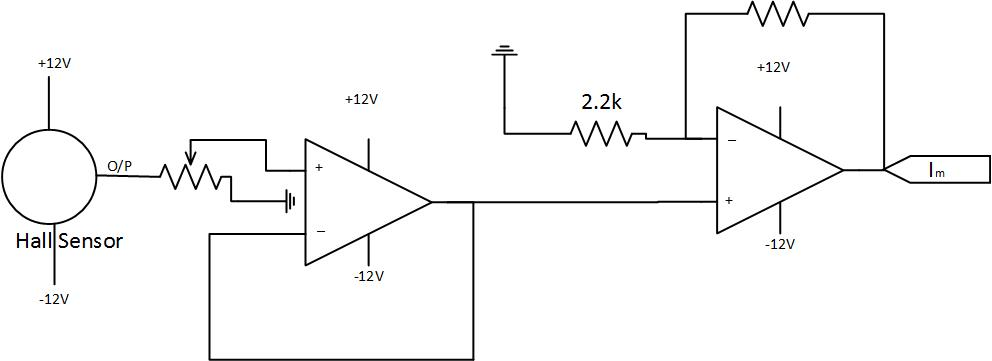 +12V
O/P
Hall Sensor
-12V
+12V
+
−
-12V
2.2k
+12V
−
+
-12V
Im